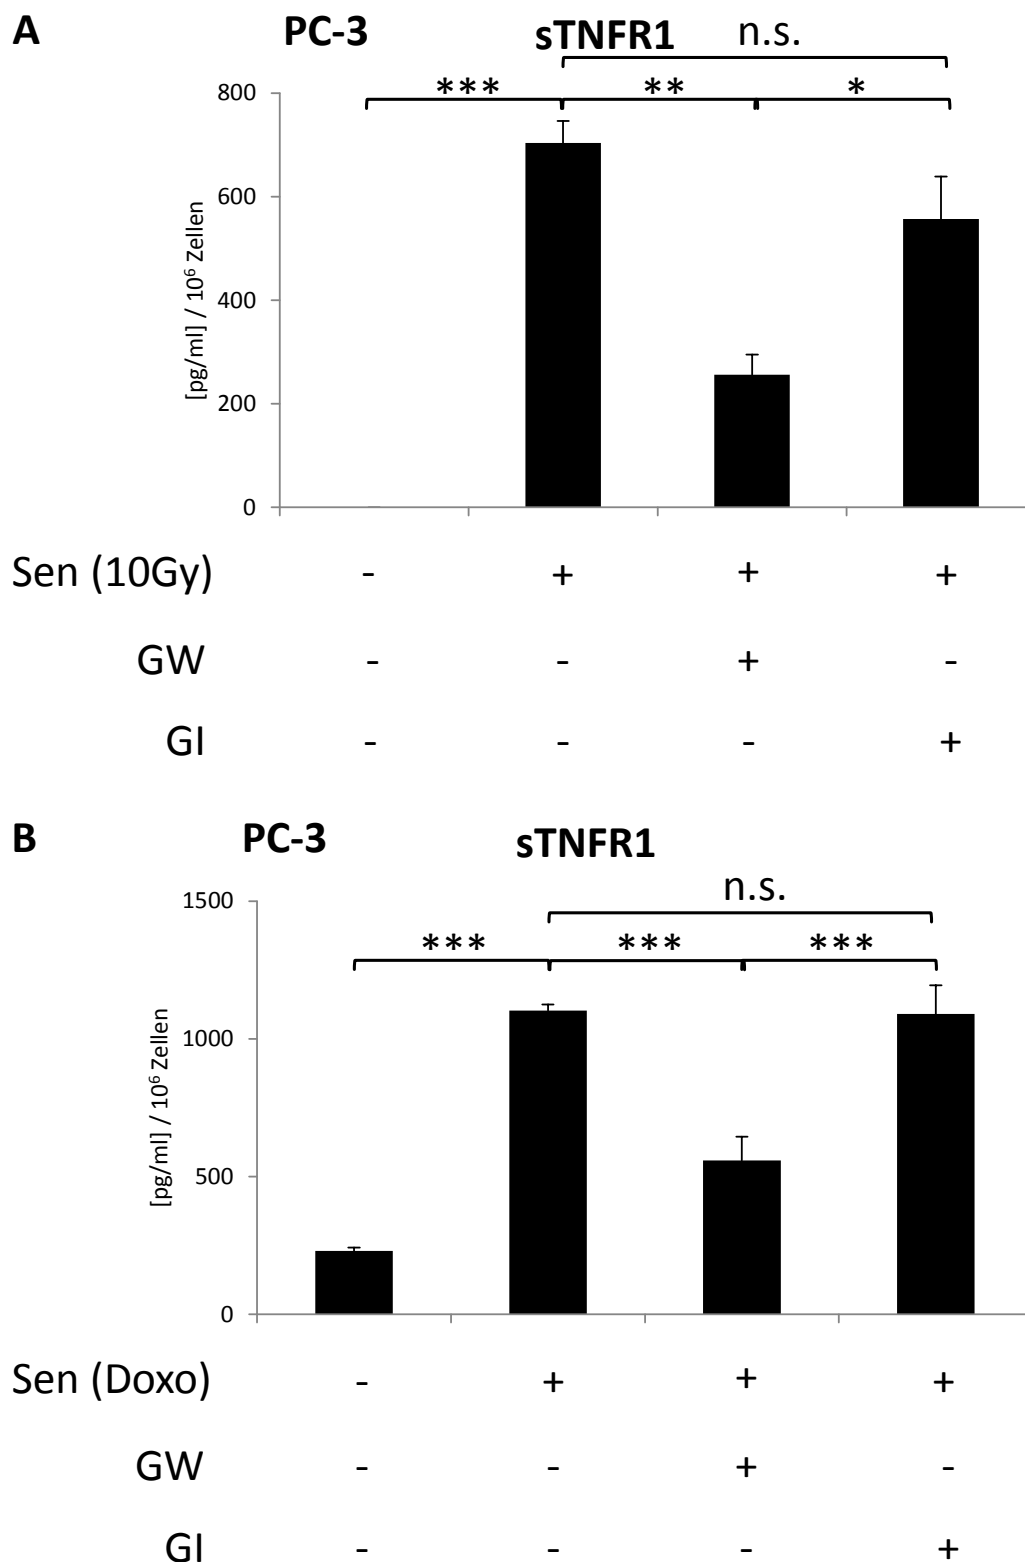 A PC-3 sTNFR1 n.s.
*** ** *
800
600
400
200
0
[pg/ml] / 10⁶ Zellen
Sen (10Gy) - + + +
GW - - + -
GI - - - +
B PC-3 sTNFR1
n.s.
*** *** ***
1500
1000
500
0
[pg/ml] / 10⁶ Zellen
Sen (Doxo) - + + +
GW - - + -
GI - - - +